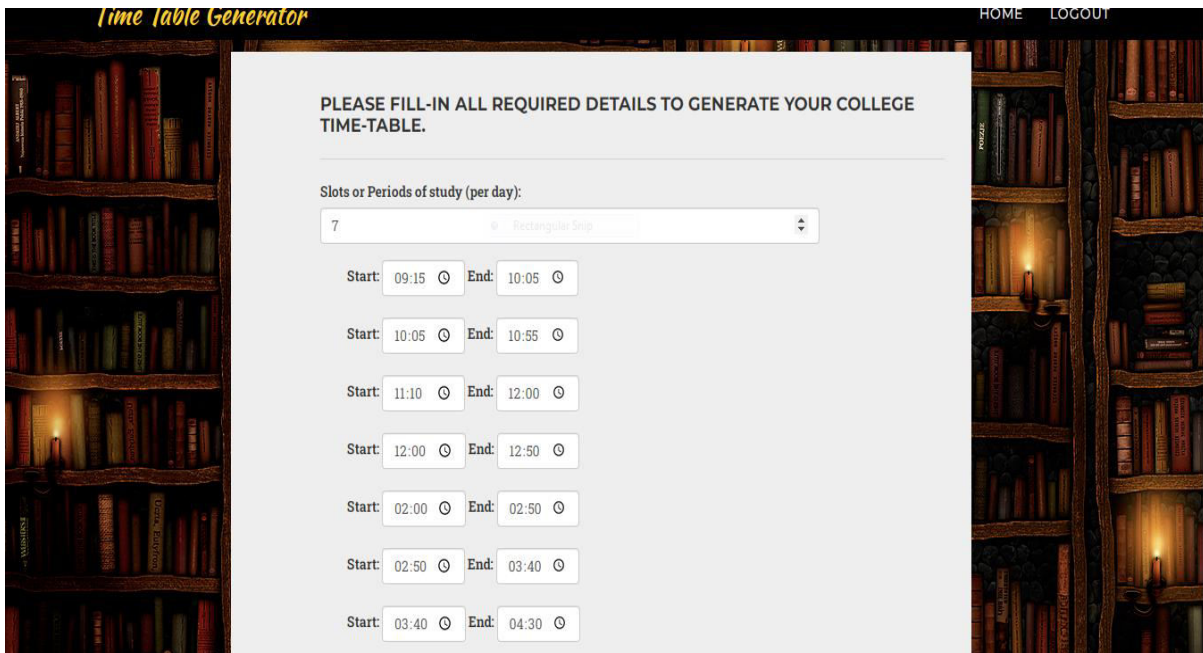 Time Table Generator
HOME LOGOUT
PLEASE FILL-IN ALL REQUIRED DETAILS TO GENERATE YOUR COLLEGE
TIME-TABLE.
Slots or Periods of study (per day):
7 Rectangular Snip
Start: 09:15 End: 10:05
Start: 10:05 End: 10:55
Start: 11:10 End: 12:00
Start: 12:00 End: 12:50
Start: 02:00 End: 02:50
Start: 02:50 End: 03:40
Start: 03:40 End: 04:30
POEZJE